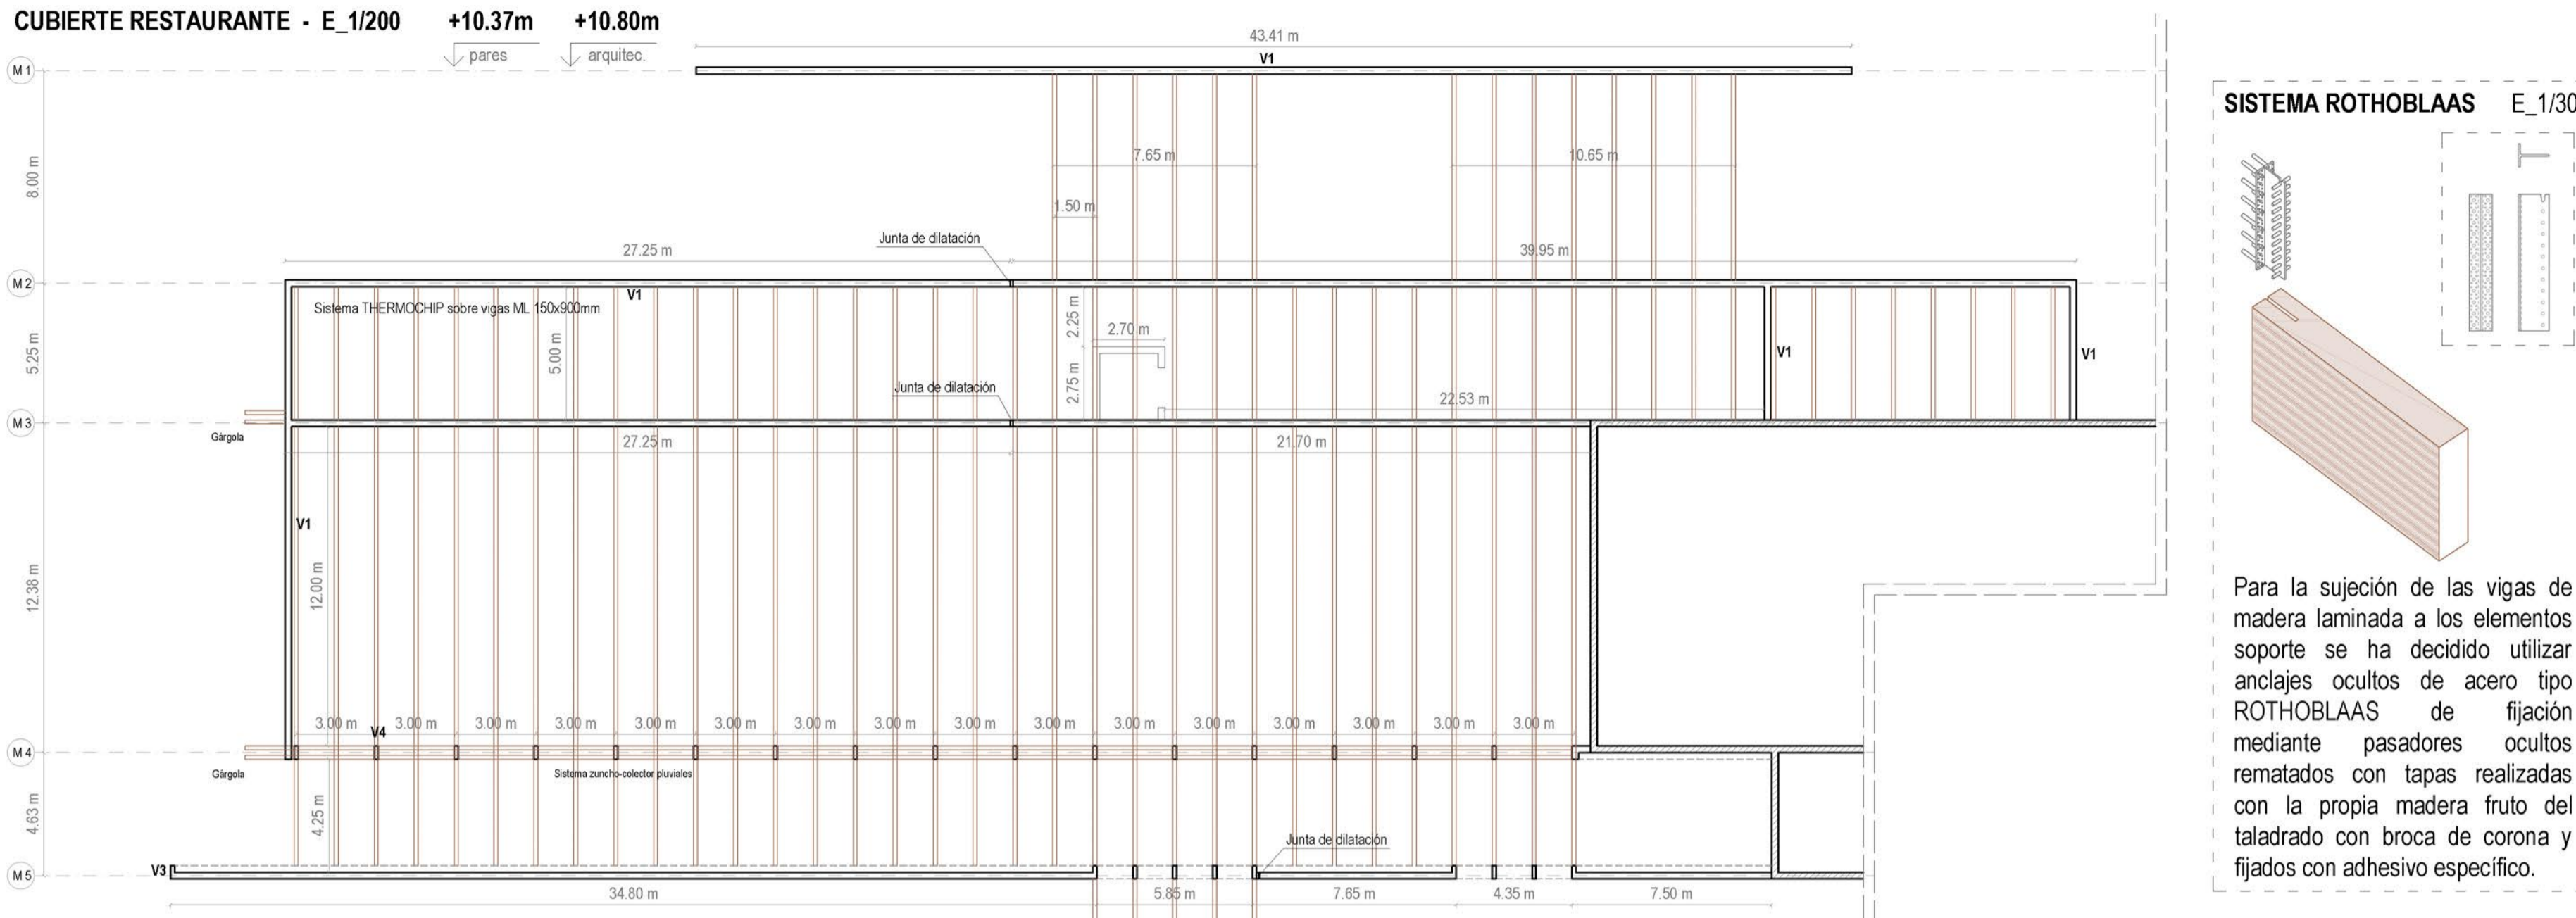 CUBIERTE RESTAURANTE - E_1/200 +10.37m +10.80m
pares arquitec.
43.41 m
M 1
V1
SISTEMA ROTHOBLAAS E_1/30
8.00 m
7.65 m
10.65 m
1.50 m
Junta de dilatación
27.25 m
39.95 m
M 2
V1
Sistema THERMOCHIP sobre vigas ML 150x900mm
5.25 m
5.00 m
2.25 m
2.70 m
V1
V1
2.75 m
Junta de dilatación
22.53 m
M 3
Gárgola
27.25 m
21.70 m
V1
12.38 m
12.00 m
3.00 m 3.00 m 3.00 m 3.00 m 3.00 m 3.00 m 3.00 m 3.00 m 3.00 m 3.00 m 3.00 m 3.00 m 3.00 m 3.00 m 3.00 m 3.00 m
V4
M 4
Gárgola
Sistema zuncho-colector pluviales
4.63 m
4.25 m
Junta de dilatación
V3
M 5
34.80 m
5.85 m
7.65 m
4.35 m
7.50 m
Para la sujeción de las vigas de
madera laminada a los elementos
soporte se ha decidido utilizar
anclajes ocultos de acero tipo
ROTHOBLAAS de fijación
mediante pasadores ocultos
rematados con tapas realizadas
con la propia madera fruto del
taladrado con broca de corona y
fijados con adhesivo específico.